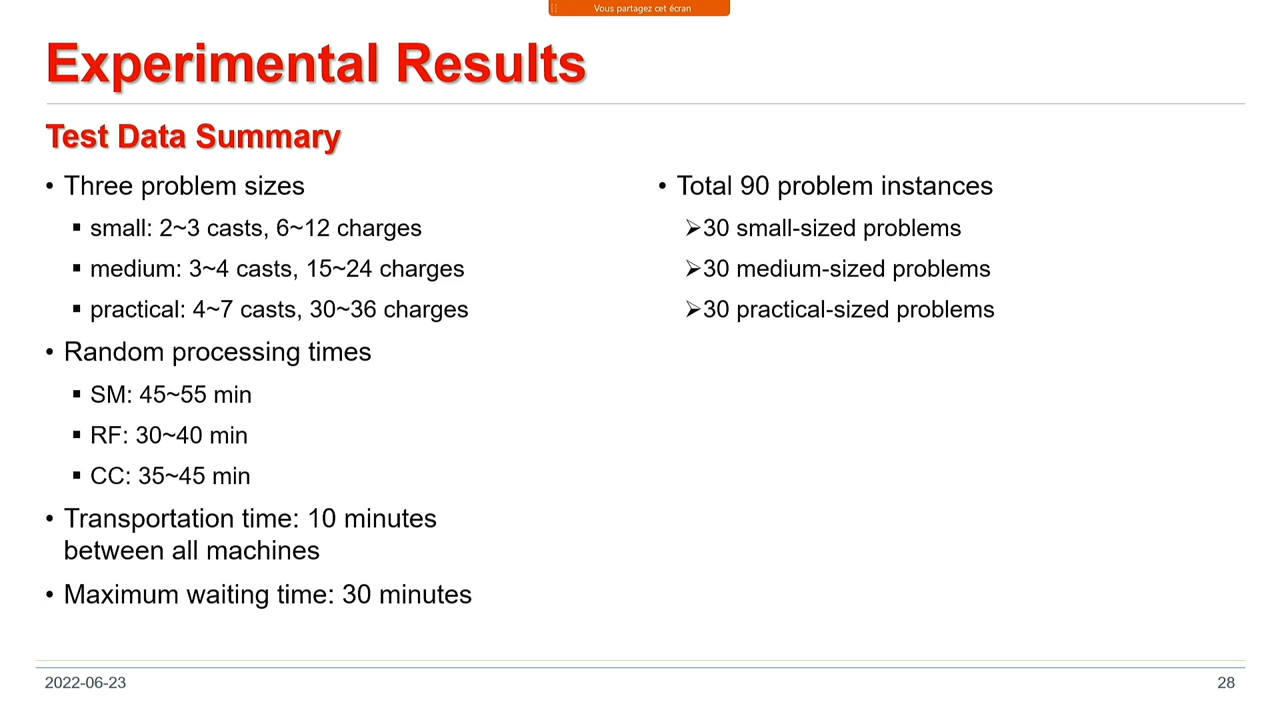 Vous partagez cet écran
Experimental Results
Test Data Summary
• Three problem sizes
▪ small: 2~3 casts, 6~12 charges
▪ medium: 3~4 casts, 15~24 charges
▪ practical: 4~7 casts, 30~36 charges
• Random processing times
▪ SM: 45~55 min
▪ RF: 30~40 min
▪ CC: 35~45 min
• Transportation time: 10 minutes
between all machines
• Maximum waiting time: 30 minutes
• Total 90 problem instances
➢30 small-sized problems
➢30 medium-sized problems
➢30 practical-sized problems
2022-06-23
28